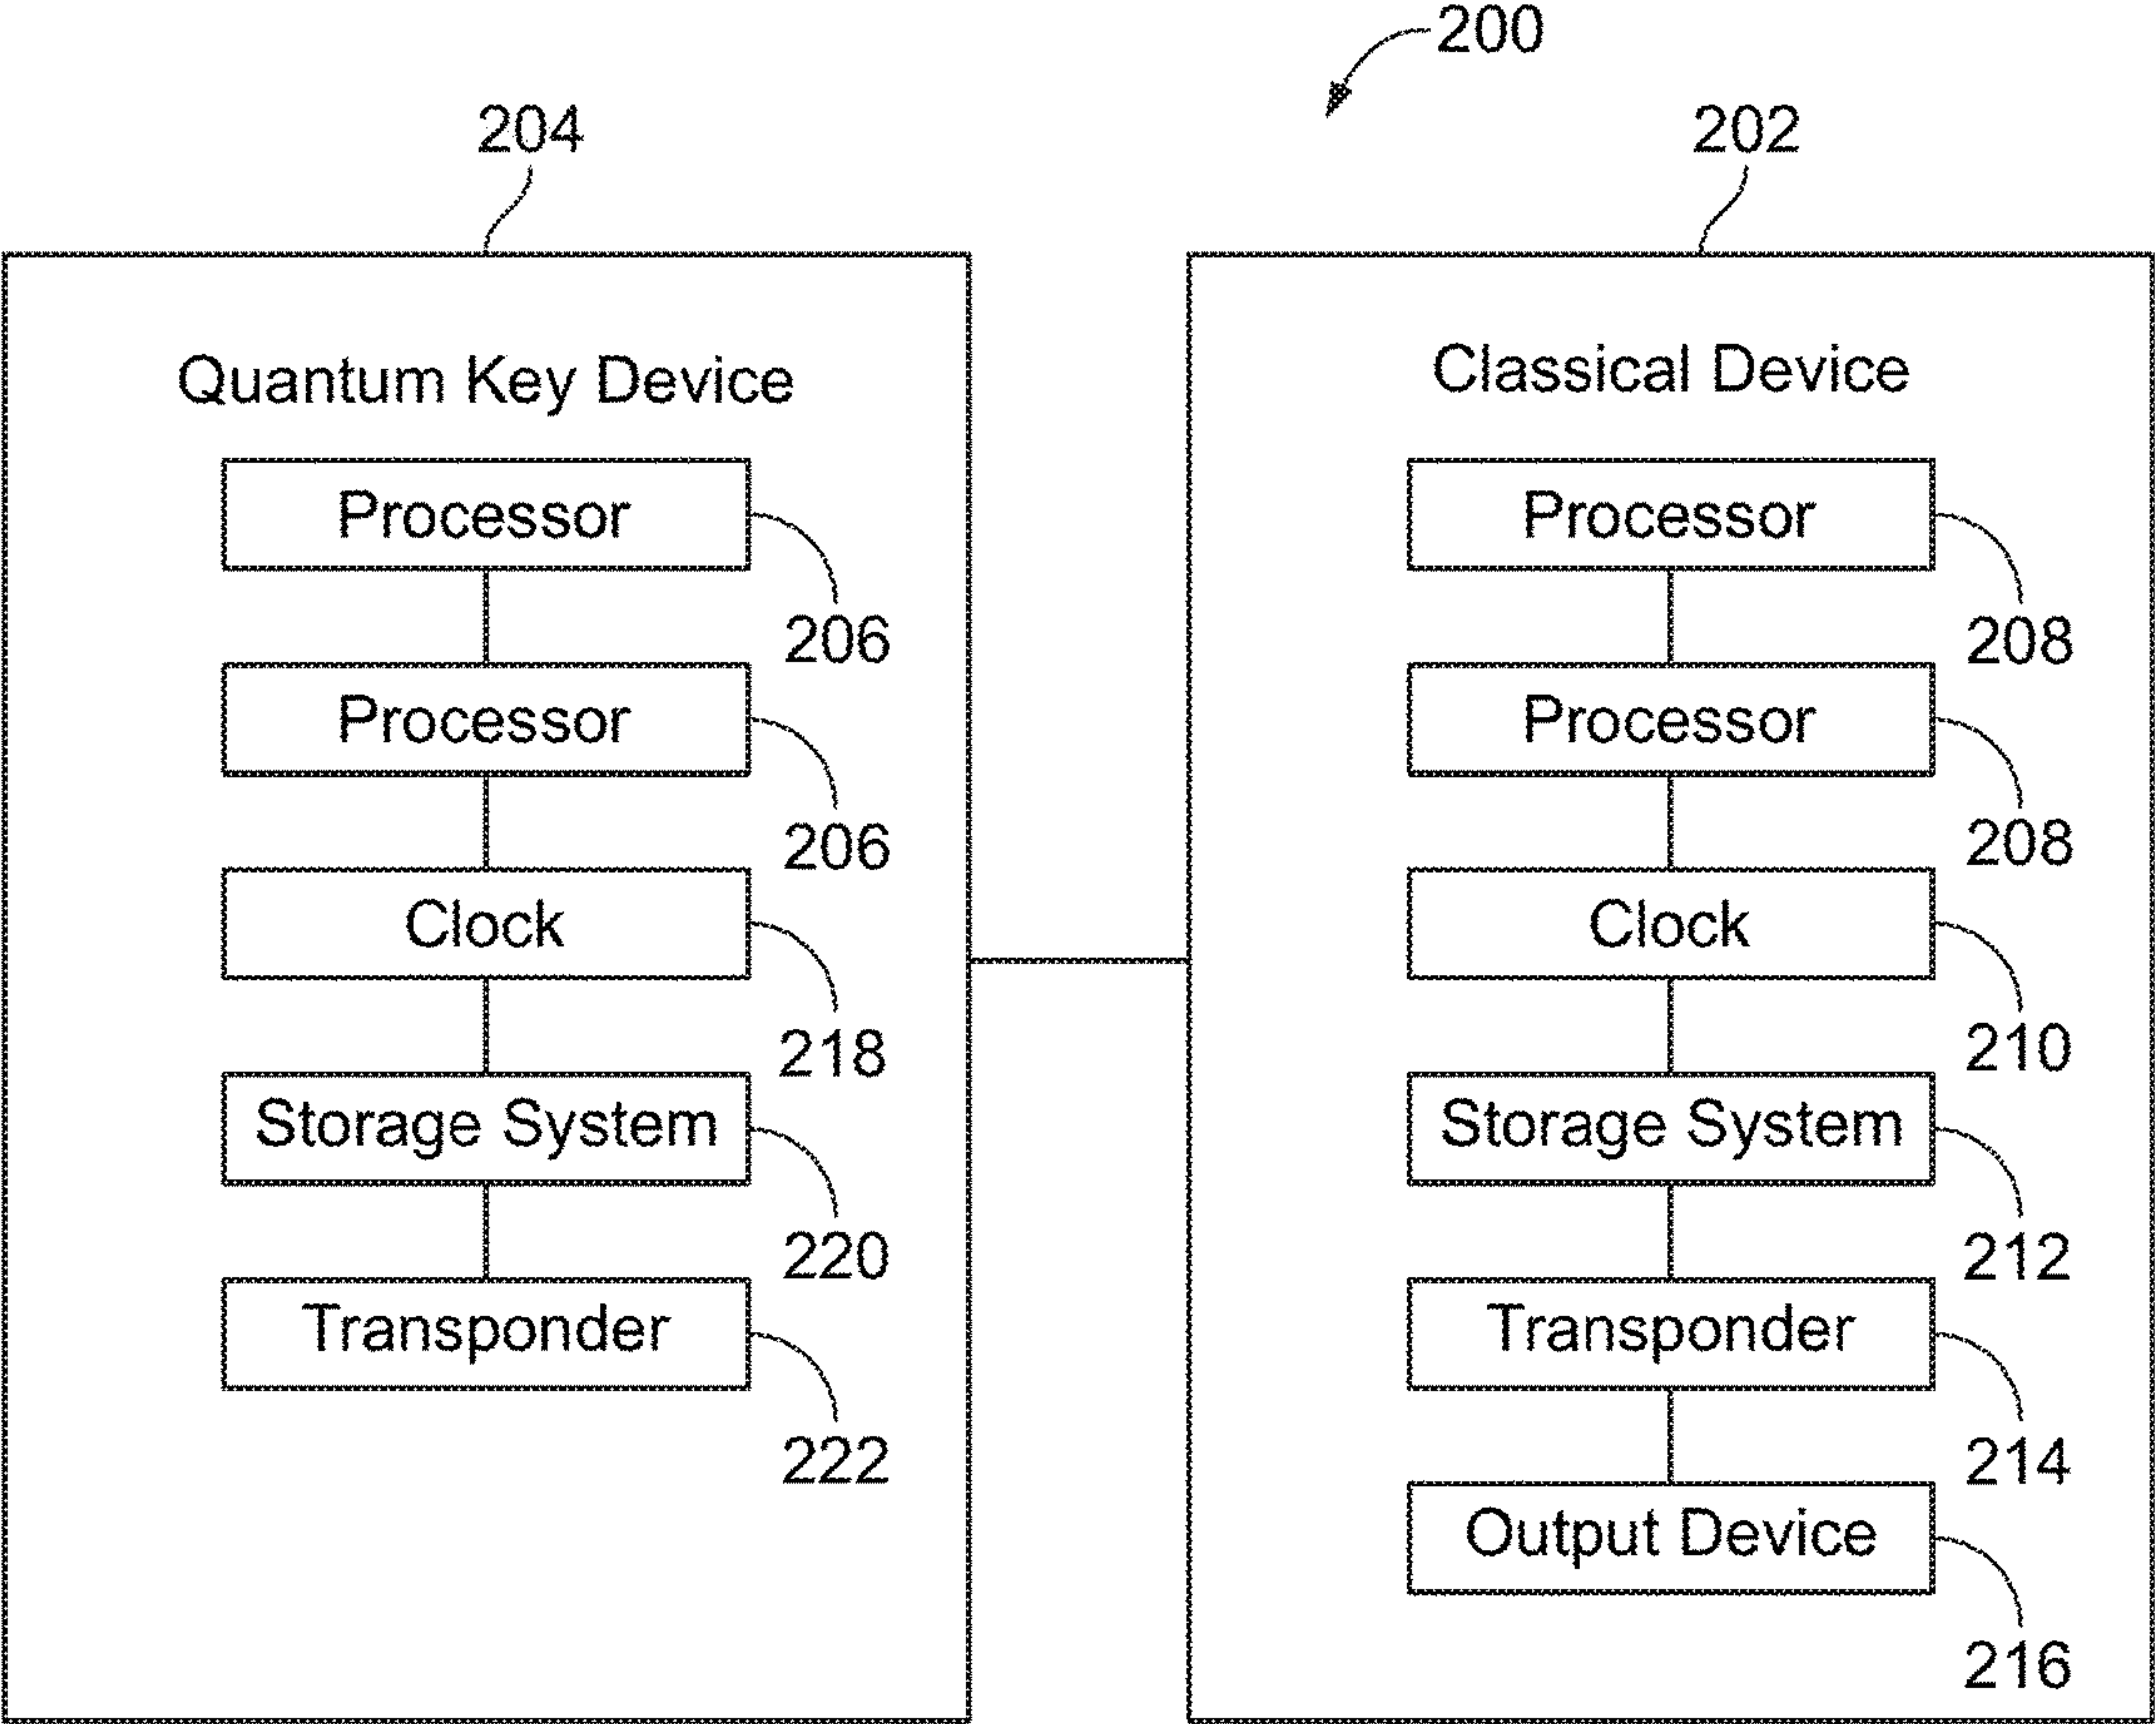 200
204
202
Quantum Key Device
Processor
206
Processor
206
Clock
218
Storage System
220
Transponder
222
Classical Device
Processor
208
Processor
208
Clock
210
Storage System
212
Transponder
214
Output Device
216